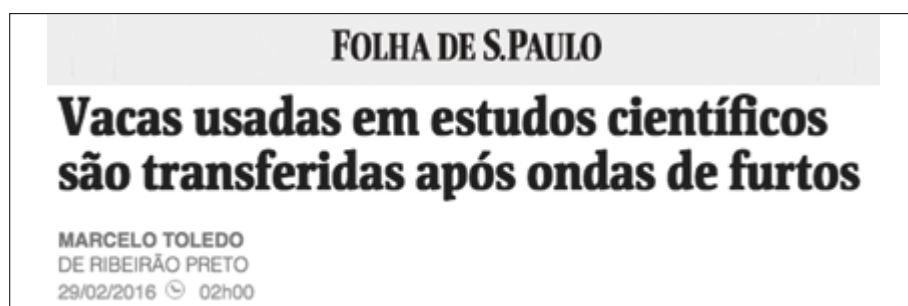 FOLHA DE S.PAULO
Vacas usadas em estudos científicos
são transferidas após ondas de furtos
MARCELO TOLEDO
DE RIBEIRÃO PRETO
29/02/2016 02h00